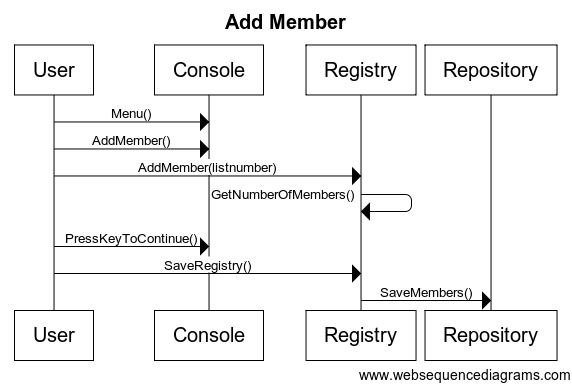 Add Member
User Console Registry Repository
Menu()
AddMember()
AddMember(listnumber)
GetNumberOfMembers()
PressKeyToContinue()
SaveRegistry()
SaveMembers()
User Console Registry Repository
www.websequencediagrams.com